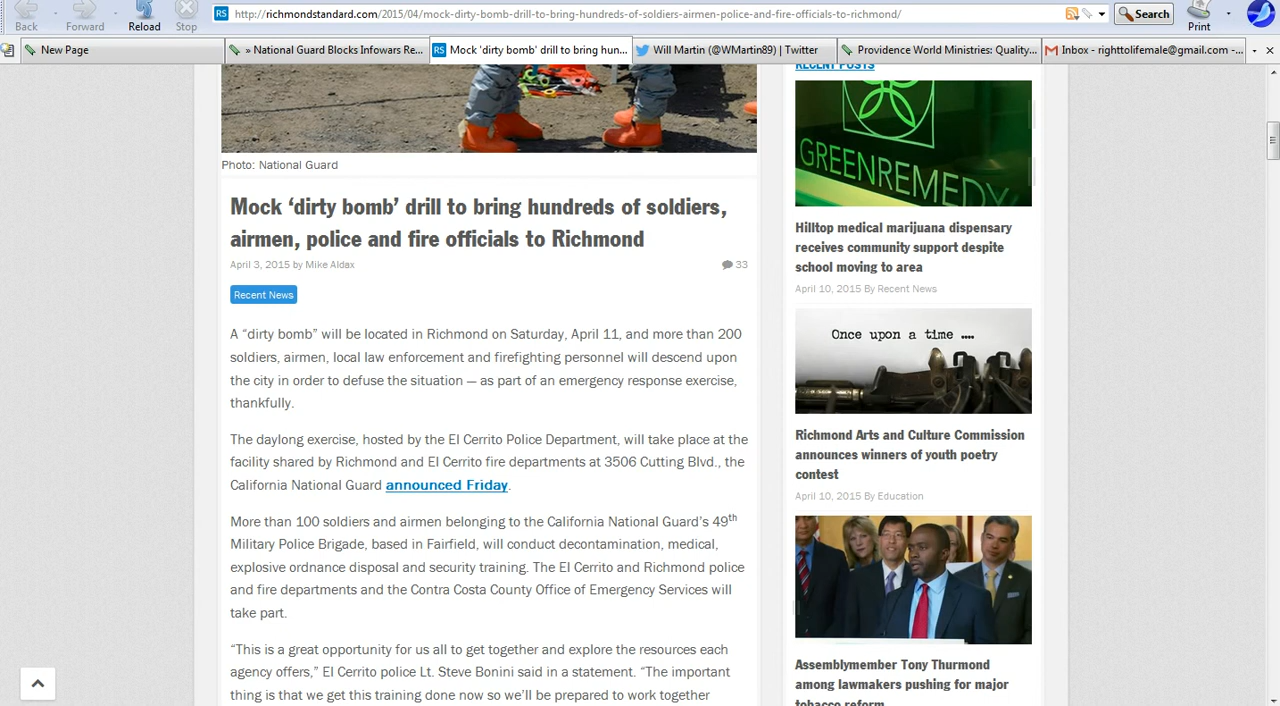 Back
Forward
Reload
Stop
RS
http://richmondstandard.com/2015/04/mock-dirty-bomb-drill-to-bring-hundreds-of-soldiers-airmen-police-and-fire-officials-to-richmond/
Search
Print
New Page
» National Guard Blocks Infowars Re...
RS Mock 'dirty bomb' drill to bring hun...
Will Martin (@WMartin89) | Twitter
Providence World Ministries: Quality...
Inbox - righttolifemale@gmail.com -...
Photo: National Guard
Mock ‘dirty bomb’ drill to bring hundreds of soldiers,
airmen, police and fire officials to Richmond
April 3, 2015 by Mike Aldax
33
Recent News
A “dirty bomb” will be located in Richmond on Saturday, April 11, and more than 200
soldiers, airmen, local law enforcement and firefighting personnel will descend upon
the city in order to defuse the situation — as part of an emergency response exercise,
thankfully.
The daylong exercise, hosted by the El Cerrito Police Department, will take place at the
facility shared by Richmond and El Cerrito fire departments at 3506 Cutting Blvd., the
California National Guard announced Friday.
More than 100 soldiers and airmen belonging to the California National Guard’s 49th
Military Police Brigade, based in Fairfield, will conduct decontamination, medical,
explosive ordnance disposal and security training. The El Cerrito and Richmond police
and fire departments and the Contra Costa County Office of Emergency Services will
take part.
“This is a great opportunity for us all to get together and explore the resources each
agency offers,” El Cerrito police Lt. Steve Bonini said in a statement. “The important
thing is that we get this training done now so we’ll be prepared to work together
RECENT POSTS
GREENREMEDY
Hilltop medical marijuana dispensary
receives community support despite
school moving to area
April 10, 2015 By Recent News
Once upon a time ....
Richmond Arts and Culture Commission
announces winners of youth poetry
contest
April 10, 2015 By Education
Assemblymember Tony Thurmond
among lawmakers pushing for major
tobacco reform